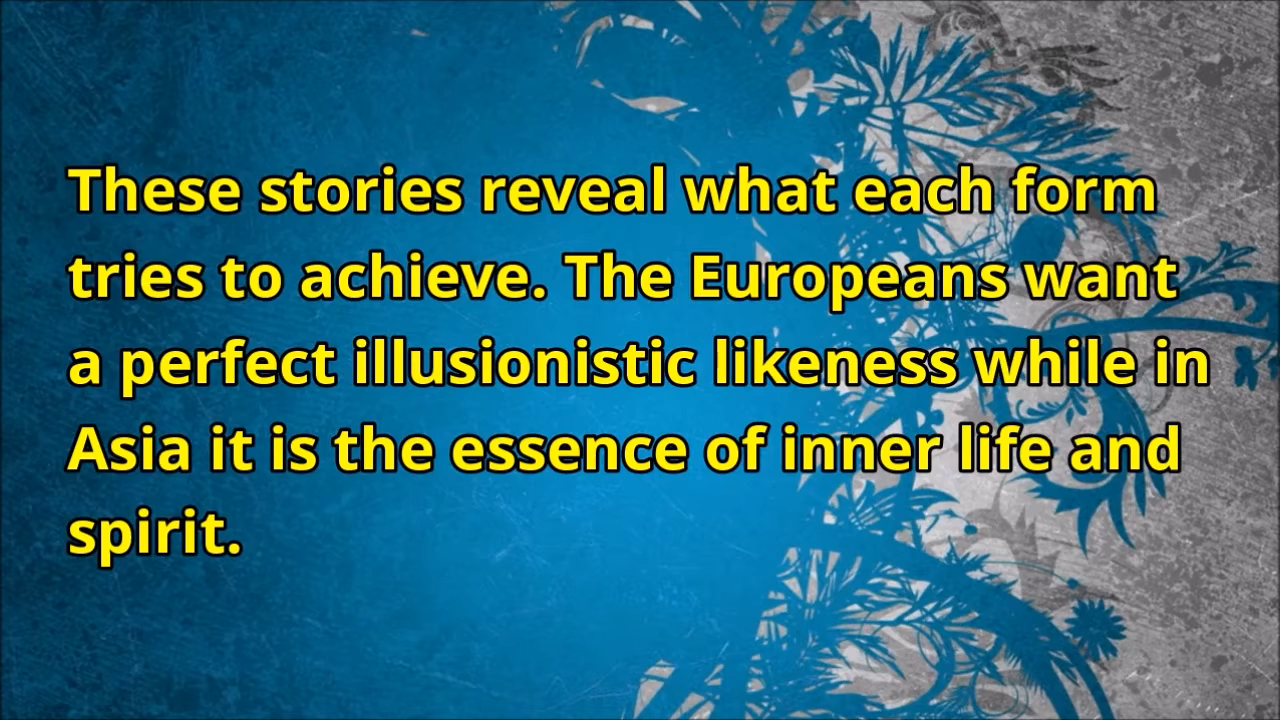 These stories reveal what each form
tries to achieve. The Europeans want
a perfect illusionistic likeness while in
Asia it is the essence of inner life and
spirit.